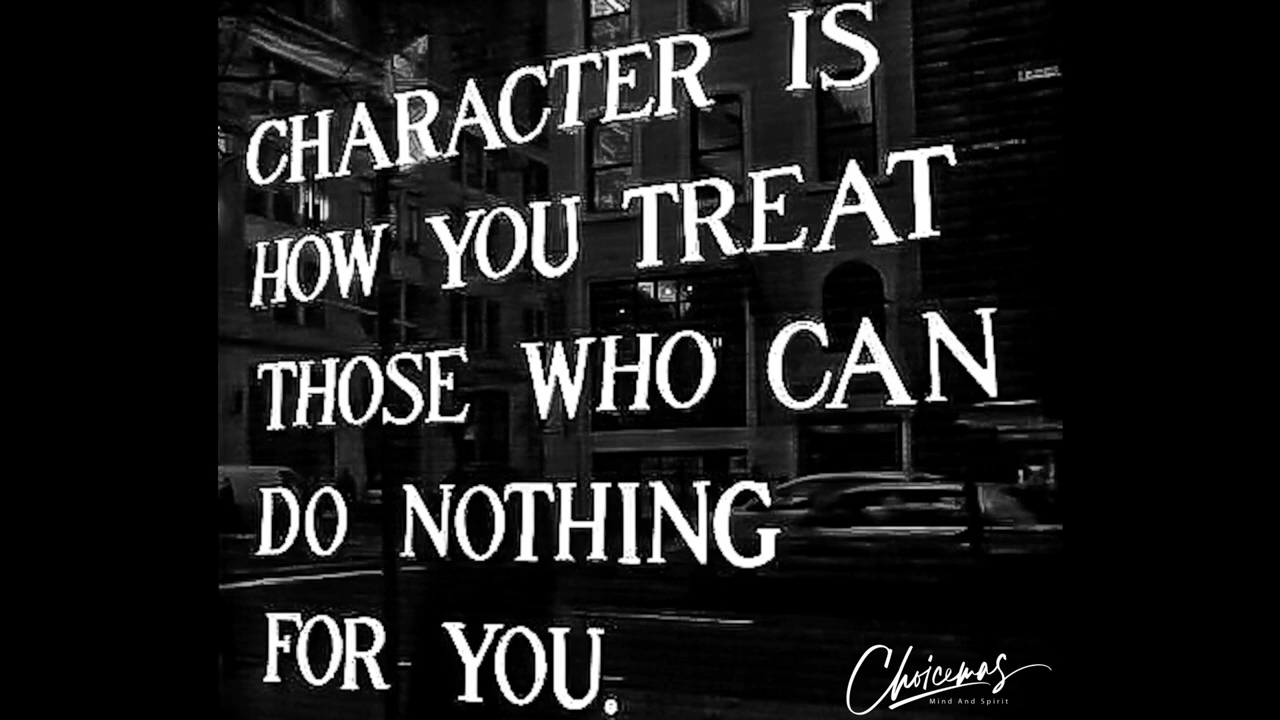 CHARACTER IS
HOW YOU TREAT
THOSE WHO CAN
DO NOTHING
FOR YOU.
Choicemas
Mind And Spirit